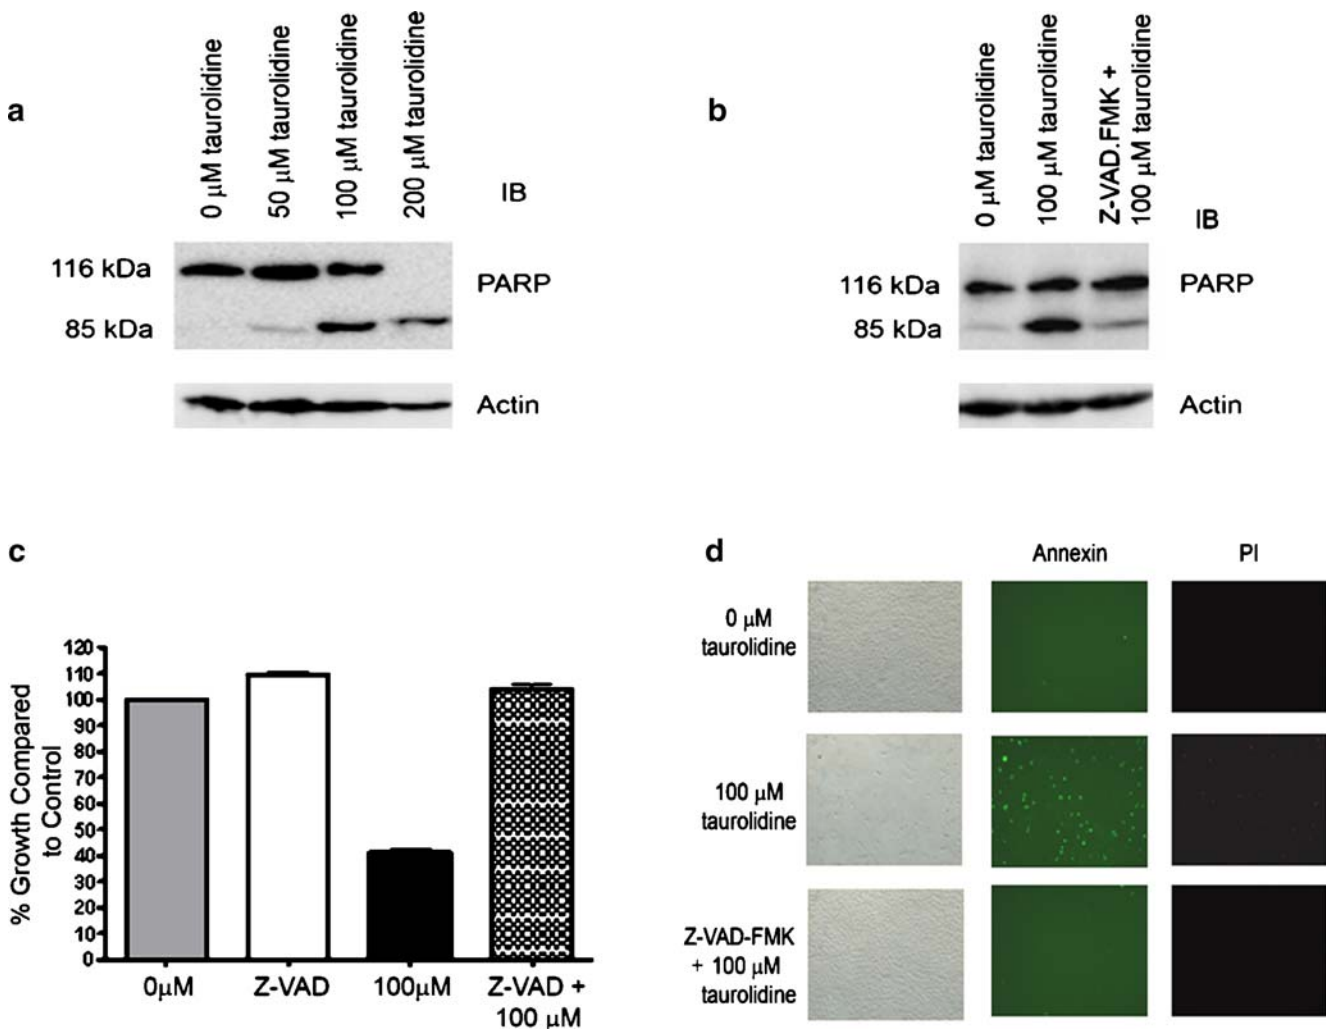 a
0 µM taurolidine
50 µM taurolidine
100 µM taurolidine
200 µM taurolidine
IB
116 kDa
PARP
85 kDa
Actin
b
0 µM taurolidine
100 µM taurolidine
Z-VAD.FMK +
100 µM taurolidine
IB
116 kDa
PARP
85 kDa
Actin
c
% Growth Compared
to Control
120
110
100
90
80
70
60
50
40
30
20
10
0
0µM
Z-VAD
100µM
Z-VAD +
100 µM
d
Annexin
PI
0 µM
taurolidine
100 µM
taurolidine
Z-VAD-FMK
+ 100 µM
taurolidine